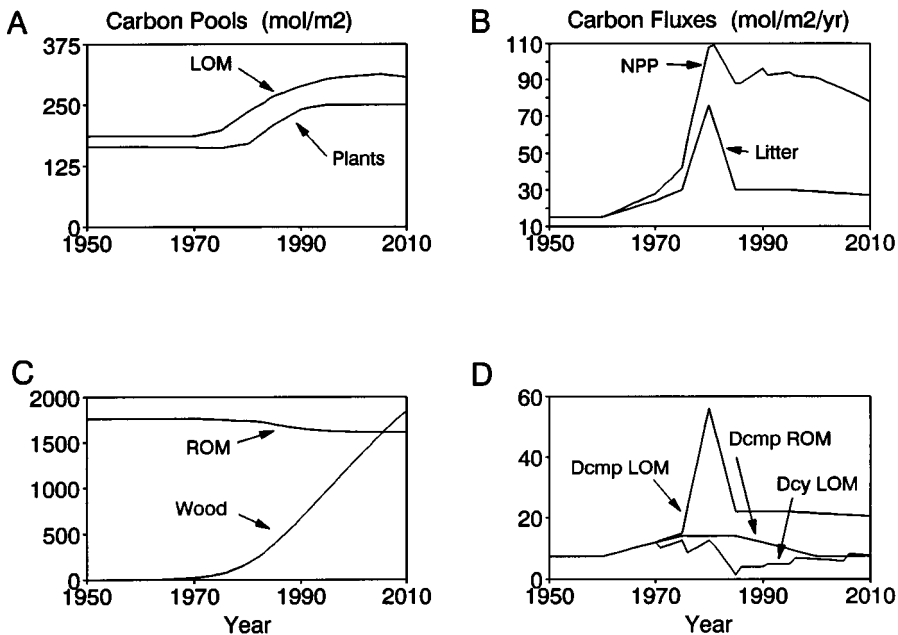 A Carbon Pools (mol/m2)
375
250
125
0
LOM
Plants
1950 1970 1990 2010
B Carbon Fluxes (mol/m2/yr)
110
90
70
50
30
10
NPP
Litter
1950 1970 1990 2010
C
2000
1500
1000
500
0
ROM
Wood
1950 1970 1990 2010
Year
D
60
40
20
0
Dcmp ROM
Dcmp LOM
Dcy LOM
1950 1970 1990 2010
Year